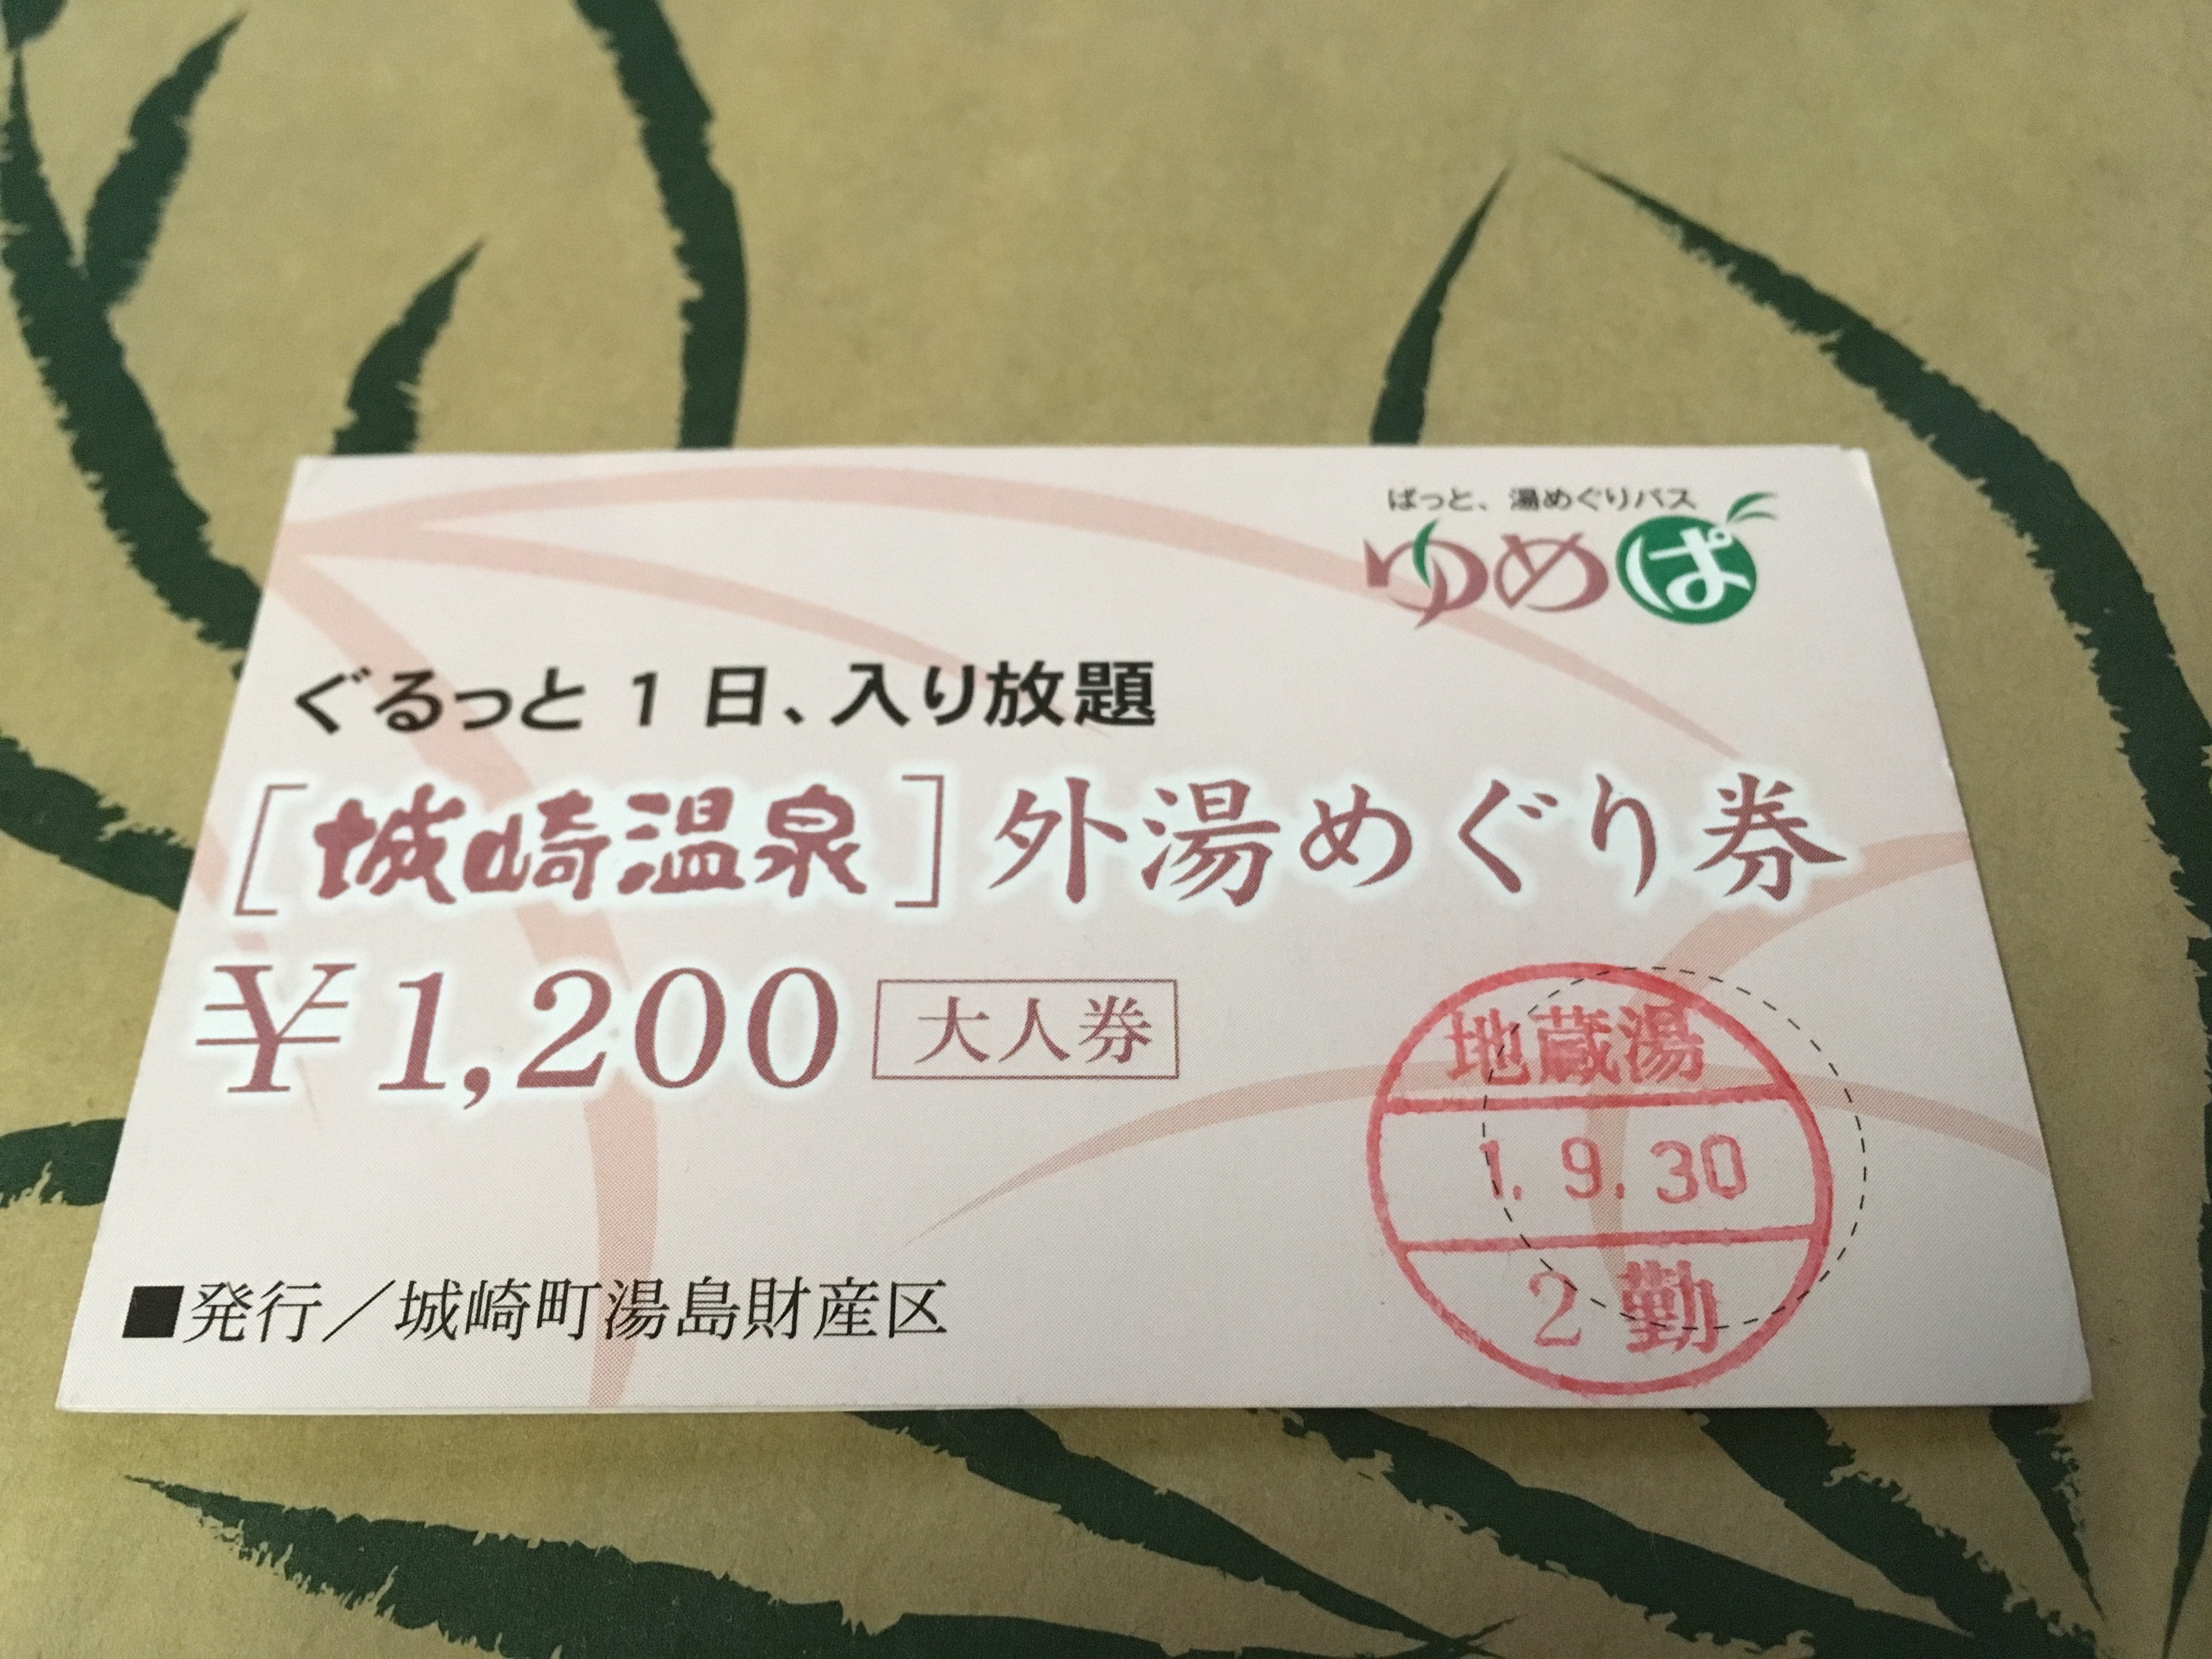 ぱっと、湯めぐりパス
ゆめぱ
ぐるっと1日、入り放題
[城崎温泉]外湯めぐり券
￥1,200 大人券
地蔵湯
1.9.30
2勤
■発行／城崎町湯島財産区